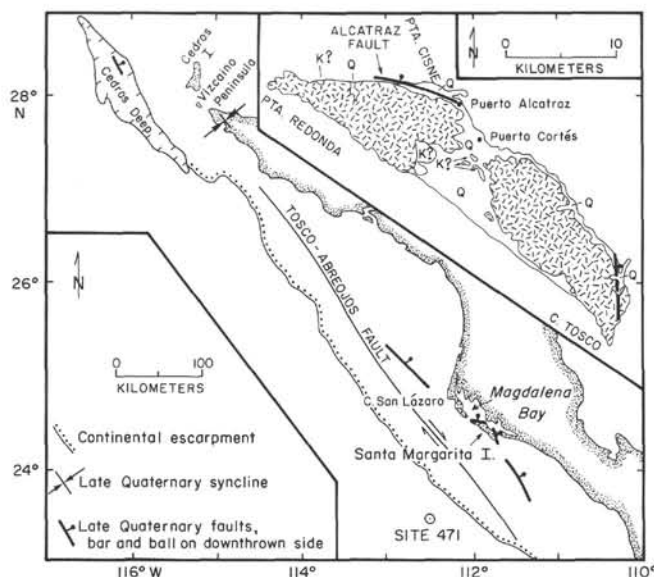 28°
N
26°
24°
116° W
114°
112°
110°
Cedros Deep
Cedros I.
Vizcaino
Peninsula
TOSCO-ABREOJOS FAULT
C. San Lázaro
Magdalena
Bay
Santa Margarita I.
SITE 471
N
0 100
KILOMETERS
Continental escarpment
Late Quaternary syncline
Late Quaternary faults,
bar and ball on downthrown side
ALCATRAZ
FAULT
PTA. CISNE
N
0 10
KILOMETERS
K?
Q
Q
Puerto Alcatraz
Puerto Cortés
PTA. REDONDA
K?
K?
Q
Q
Q
Q
C. TOSCO